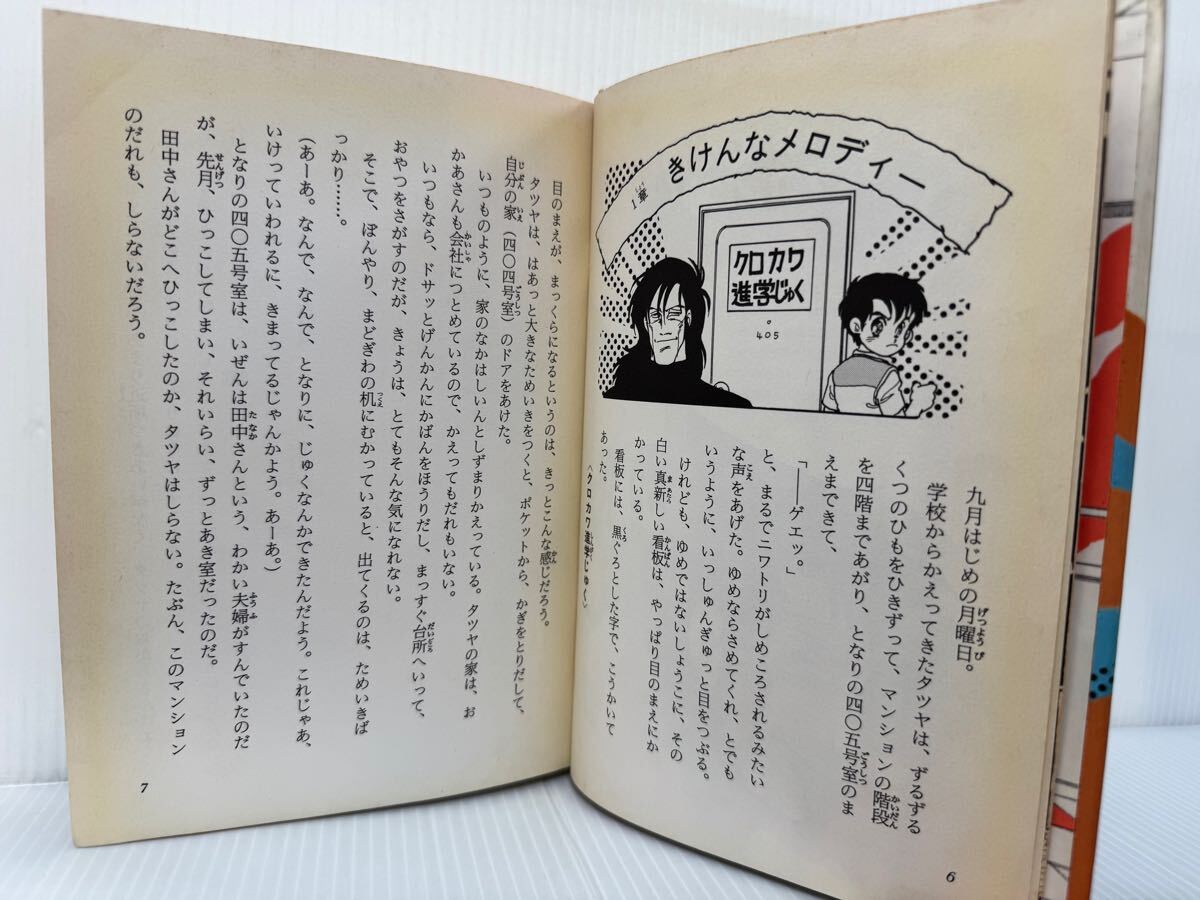 1章
きけんなメロディー
クロカワ
進学じゅく
405
九月はじめの月曜日。
学校からかえってきたタツヤは、ずるずる
くつのひもをひきずって、マンションの階段
を四階まであがり、となりの四〇五号室のま
えまできて、
「――ゲエッ。」
と、まるでニワトリがしめころされるみたい
な声をあげた。ゆめならさめてくれ、とでも
いうように、いっしゅんぎゅっと目をつぶる。
けれども、ゆめではないしょうこに、その
白い真新しい看板は、やっぱり目のまえにか
かっている。
看板には、黒ぐろとした字で、こうかいて
あった。
〈クロカワ進学じゅく〉
6
目のまえが、まっくらになるというのは、きっとこんな感じだろう。
タツヤは、はあっと大きなためいきをつくと、ポケットから、かぎをとりだして、
自分の家（四〇四号室）のドアをあけた。
いつものように、家のなかはしいんとしずまりかえっている。タツヤの家は、お
かあさんも会社につとめているので、かえってもだれもいない。
いつもなら、ドサッとげんかんにかばんをほうりだし、まっすぐ台所へいって、
おやつをさがすのだが、きょうは、とてもそんな気になれない。
そこで、ぼんやり、まどぎわの机にむかっていると、出てくるのは、ためいきば
っかり……。
（あーあ。なんで、なんで、となりに、じゅくなんかできたんだよう。これじゃあ、
いけっていわれるに、きまってるじゃんかよう。あーあ。）
となりの四〇五号室は、いぜんは田中さんという、わかい夫婦がすんでいたのだ
が、先月、ひっこしてしまい、それいらい、ずっとあき室だったのだ。
田中さんがどこへひっこしたのか、タツヤはしらない。たぶん、このマンション
のだれも、しらないだろう。
7